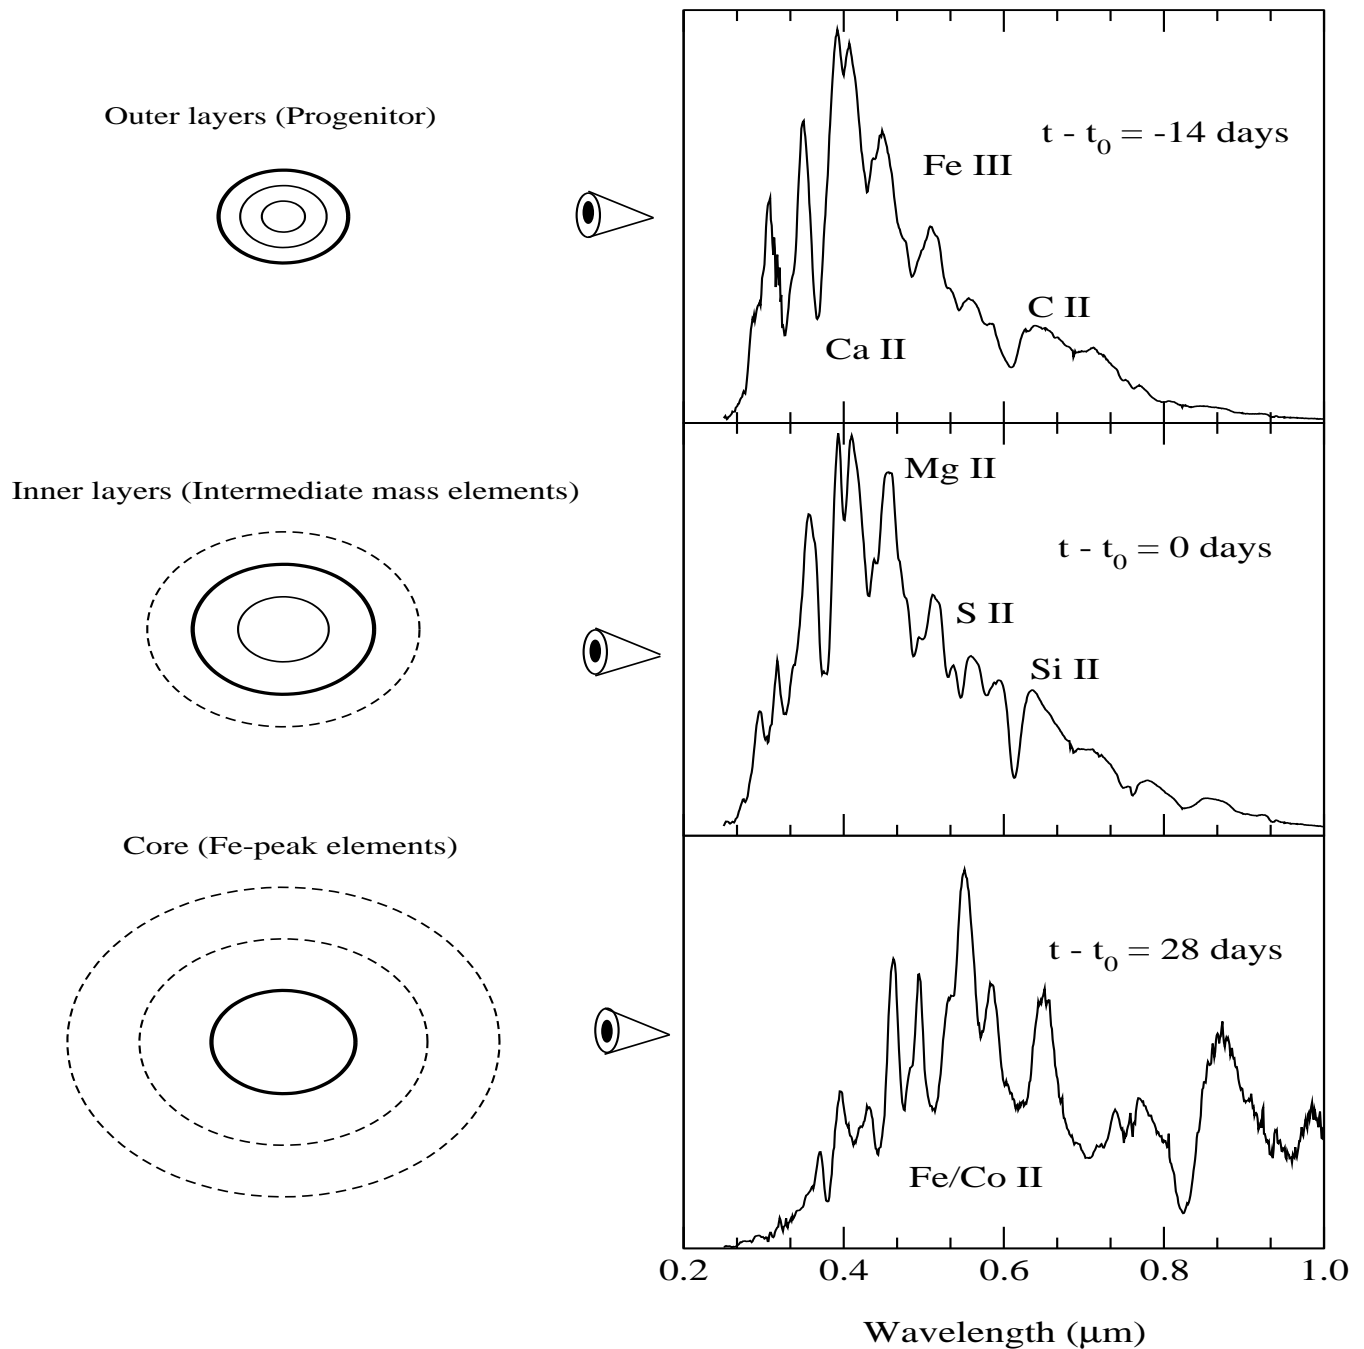 Outer layers (Progenitor)
t - t0 = -14 days
Fe III
C II
Ca II
Inner layers (Intermediate mass elements)
Mg II
t - t0 = 0 days
S II
Si II
Core (Fe-peak elements)
t - t0 = 28 days
Fe/Co II
0.2 0.4 0.6 0.8 1.0
Wavelength (μm)